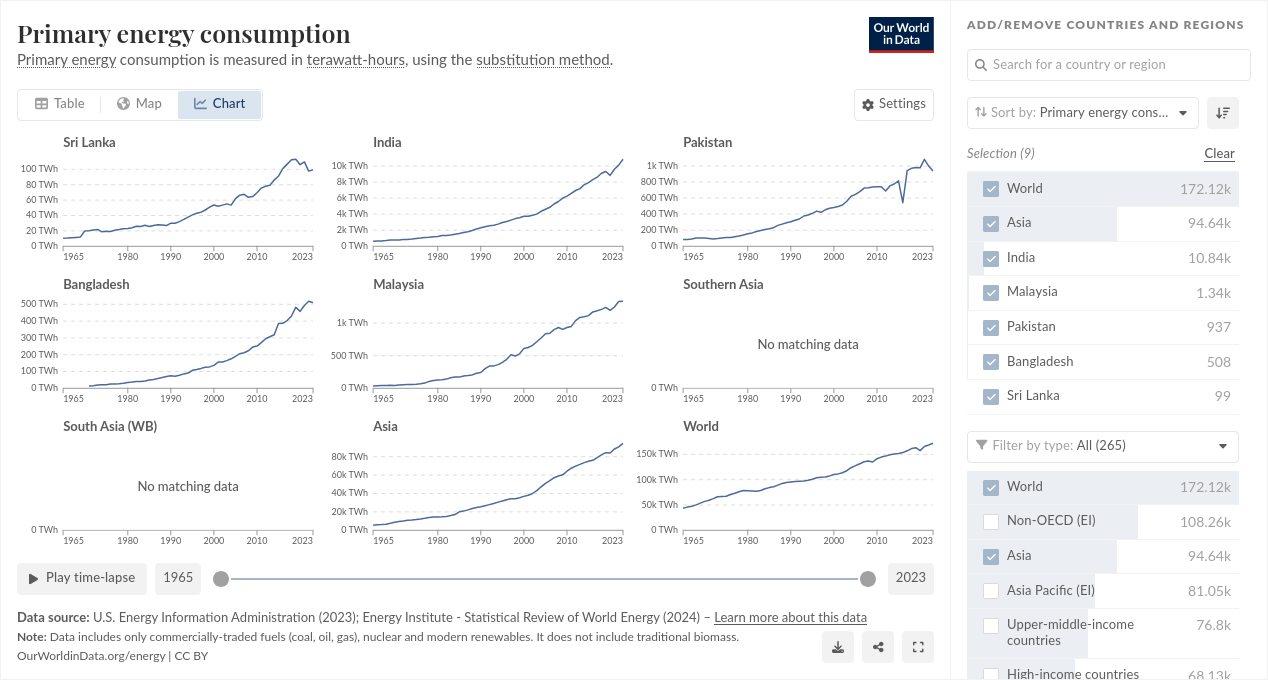 Primary energy consumption
Our World
in Data
Primary energy consumption is measured in terawatt-hours, using the substitution method.
Table
Map
Chart
Settings
Sri Lanka
100 TWh
80 TWh
60 TWh
40 TWh
20 TWh
0 TWh
1965
1980
1990
2000
2010
2023
India
10k TWh
8k TWh
6k TWh
4k TWh
2k TWh
0 TWh
1965
1980
1990
2000
2010
2023
Pakistan
1k TWh
800 TWh
600 TWh
400 TWh
200 TWh
0 TWh
1965
1980
1990
2000
2010
2023
Bangladesh
500 TWh
400 TWh
300 TWh
200 TWh
100 TWh
0 TWh
1965
1980
1990
2000
2010
2023
Malaysia
1k TWh
500 TWh
0 TWh
1965
1980
1990
2000
2010
2023
Southern Asia
No matching data
0 TWh
1965
1980
1990
2000
2010
2023
South Asia (WB)
No matching data
0 TWh
1965
1980
1990
2000
2010
2023
Asia
80k TWh
60k TWh
40k TWh
20k TWh
0 TWh
1965
1980
1990
2000
2010
2023
World
150k TWh
100k TWh
50k TWh
0 TWh
1965
1980
1990
2000
2010
2023
Play time-lapse
1965
2023
Data source: U.S. Energy Information Administration (2023); Energy Institute - Statistical Review of World Energy (2024) – Learn more about this data
Note: Data includes only commercially-traded fuels (coal, oil, gas), nuclear and modern renewables. It does not include traditional biomass.
OurWorldinData.org/energy | CC BY
ADD/REMOVE COUNTRIES AND REGIONS
Search for a country or region
Sort by: Primary energy cons...
Selection (9)
Clear
World 172.12k
Asia 94.64k
India 10.84k
Malaysia 1.34k
Pakistan 937
Bangladesh 508
Sri Lanka 99
Filter by type: All (265)
World 172.12k
Non-OECD (EI) 108.26k
Asia 94.64k
Asia Pacific (EI) 81.05k
Upper-middle-income 76.8k
countries
High-income countries 68.13k